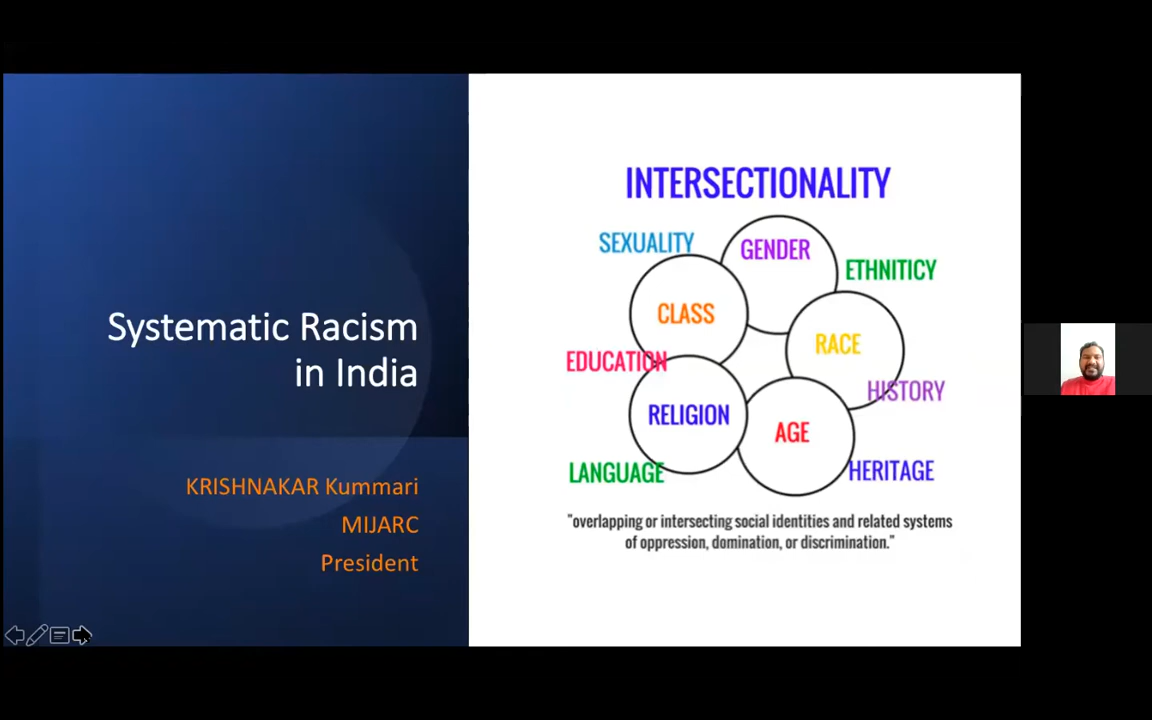 Systematic Racism
in India
KRISHNAKAR Kummari
MIJARC
President
INTERSECTIONALITY
SEXUALITY
GENDER
ETHNITICY
CLASS
RACE
EDUCATION
HISTORY
RELIGION
AGE
LANGUAGE
HERITAGE
"overlapping or intersecting social identities and related systems
of oppression, domination, or discrimination."